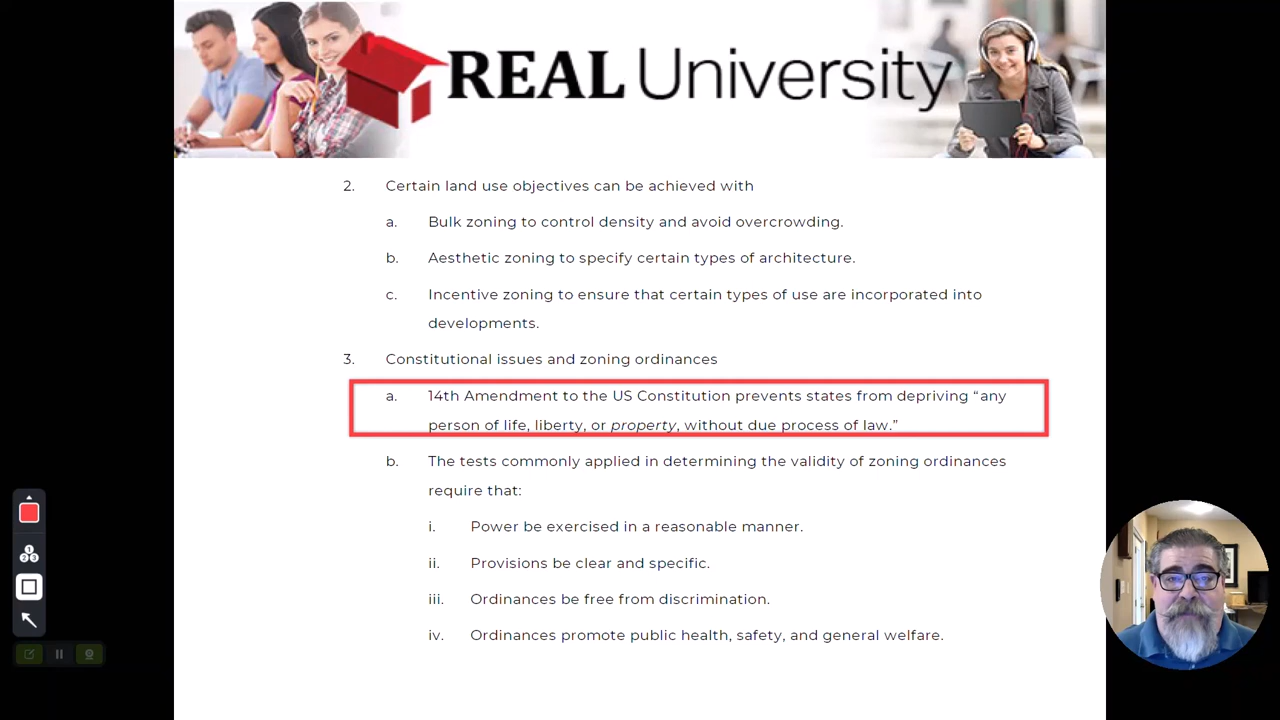 REAL University
2. Certain land use objectives can be achieved with
a. Bulk zoning to control density and avoid overcrowding.
b. Aesthetic zoning to specify certain types of architecture.
c. Incentive zoning to ensure that certain types of use are incorporated into
developments.
3. Constitutional issues and zoning ordinances
a. 14th Amendment to the US Constitution prevents states from depriving “any
person of life, liberty, or property, without due process of law.”
b. The tests commonly applied in determining the validity of zoning ordinances
require that:
i. Power be exercised in a reasonable manner.
ii. Provisions be clear and specific.
iii. Ordinances be free from discrimination.
iv. Ordinances promote public health, safety, and general welfare.